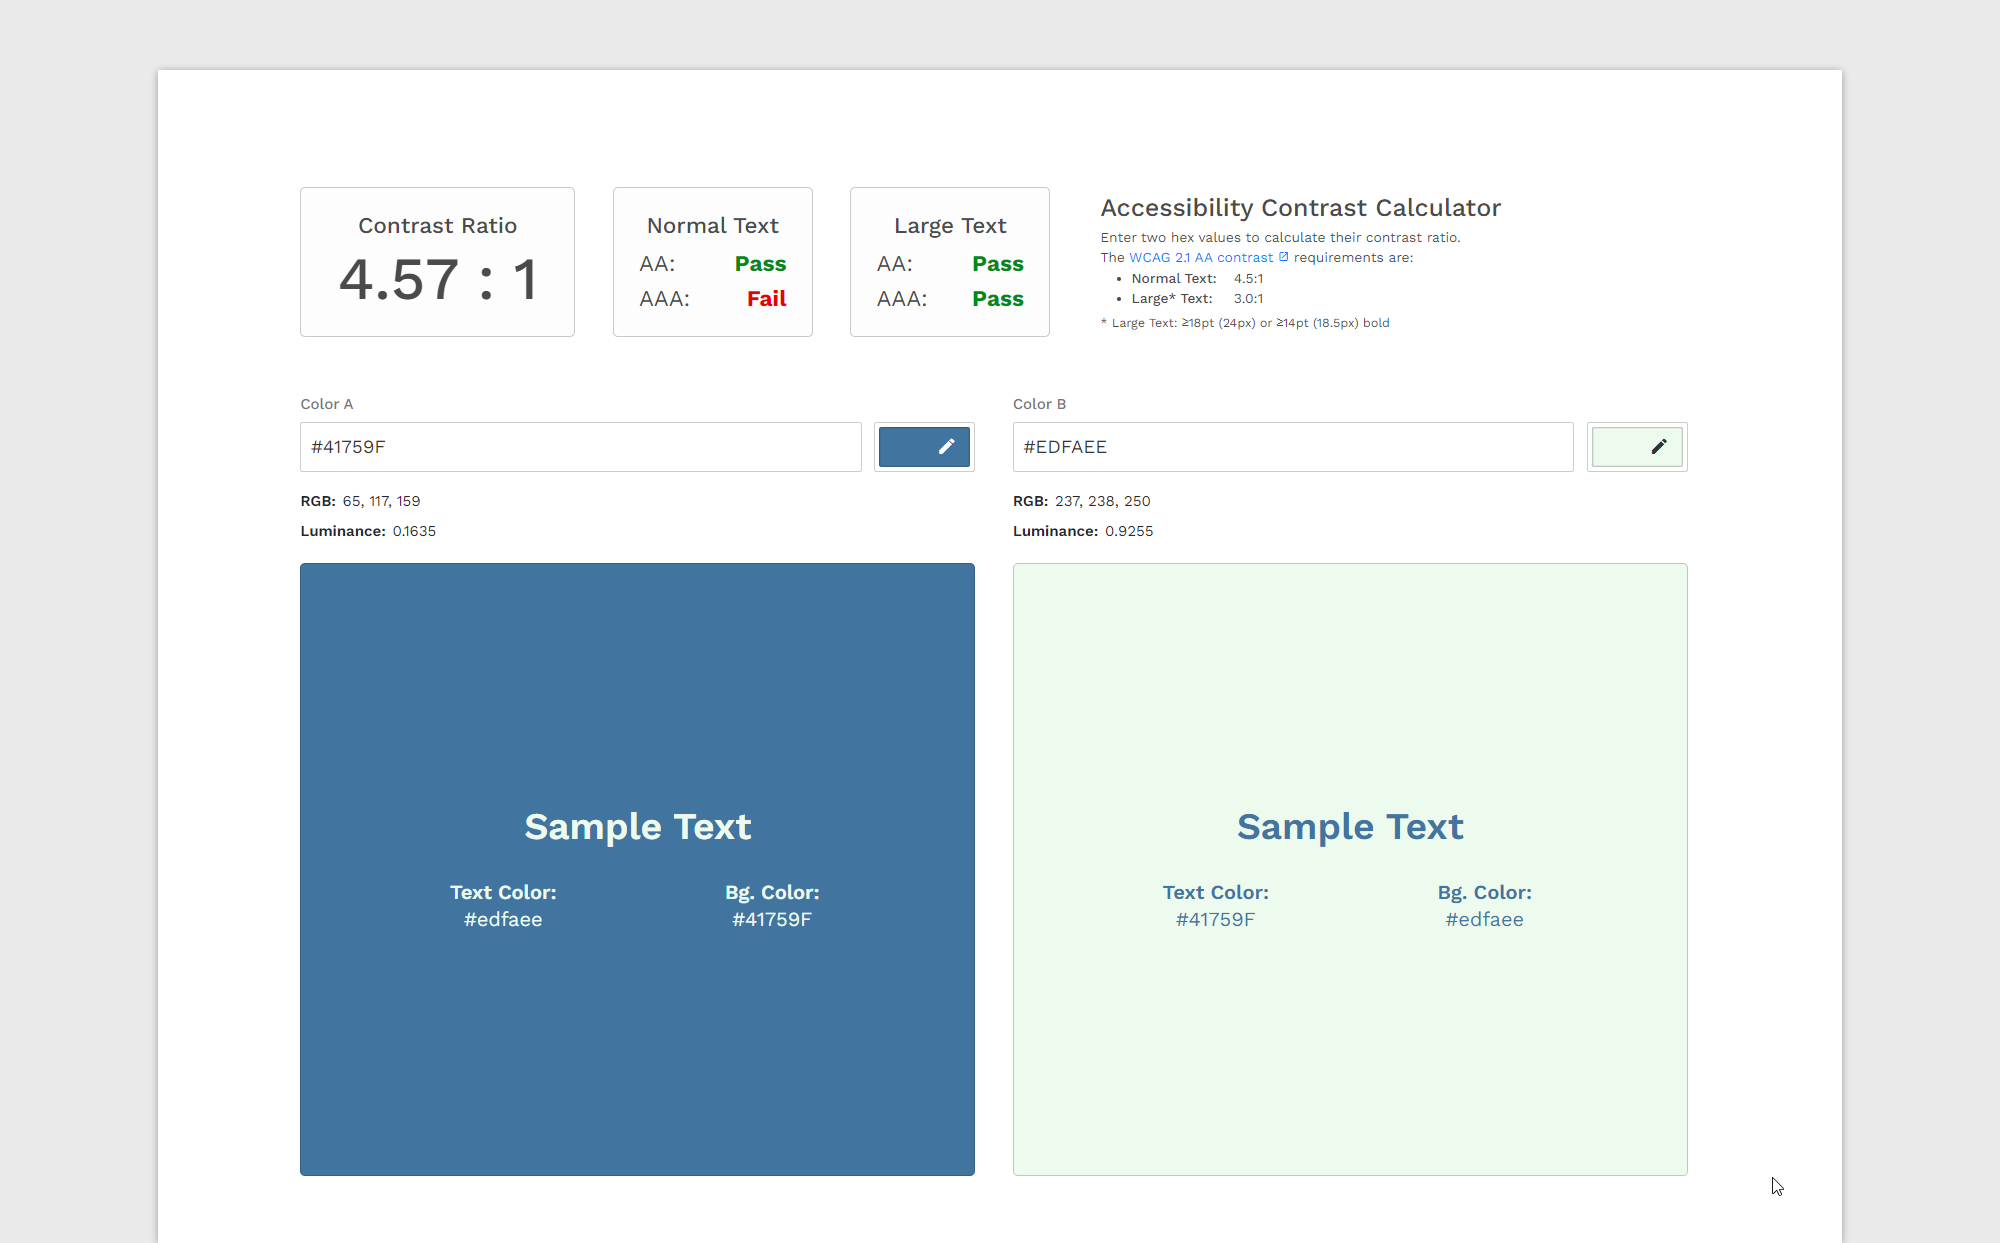 Contrast Ratio
4.57 : 1
Normal Text
AA: Pass
AAA: Fail
Large Text
AA: Pass
AAA: Pass
Accessibility Contrast Calculator
Enter two hex values to calculate their contrast ratio.
The WCAG 2.1 AA contrast requirements are:
• Normal Text: 4.5:1
• Large* Text: 3.0:1
* Large Text: ≥18pt (24px) or ≥14pt (18.5px) bold
Color A
#41759F
RGB: 65, 117, 159
Luminance: 0.1635
Color B
#EDFAEE
RGB: 237, 238, 250
Luminance: 0.9255
Sample Text
Text Color: Bg. Color:
#edfaee #41759F
Sample Text
Text Color: Bg. Color:
#41759F #edfaee